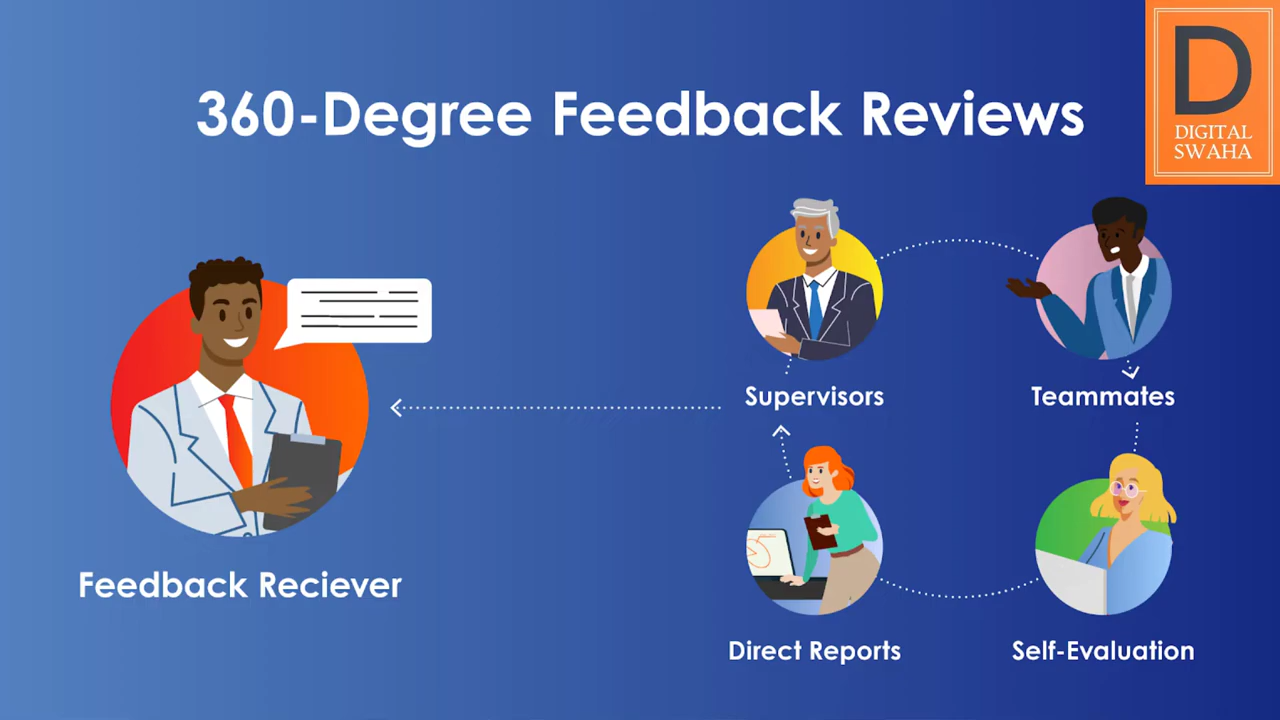 360-Degree Feedback Reviews
D
DIGITAL
SWAHA
Supervisors
Teammates
Feedback Reciever
Direct Reports
Self-Evaluation